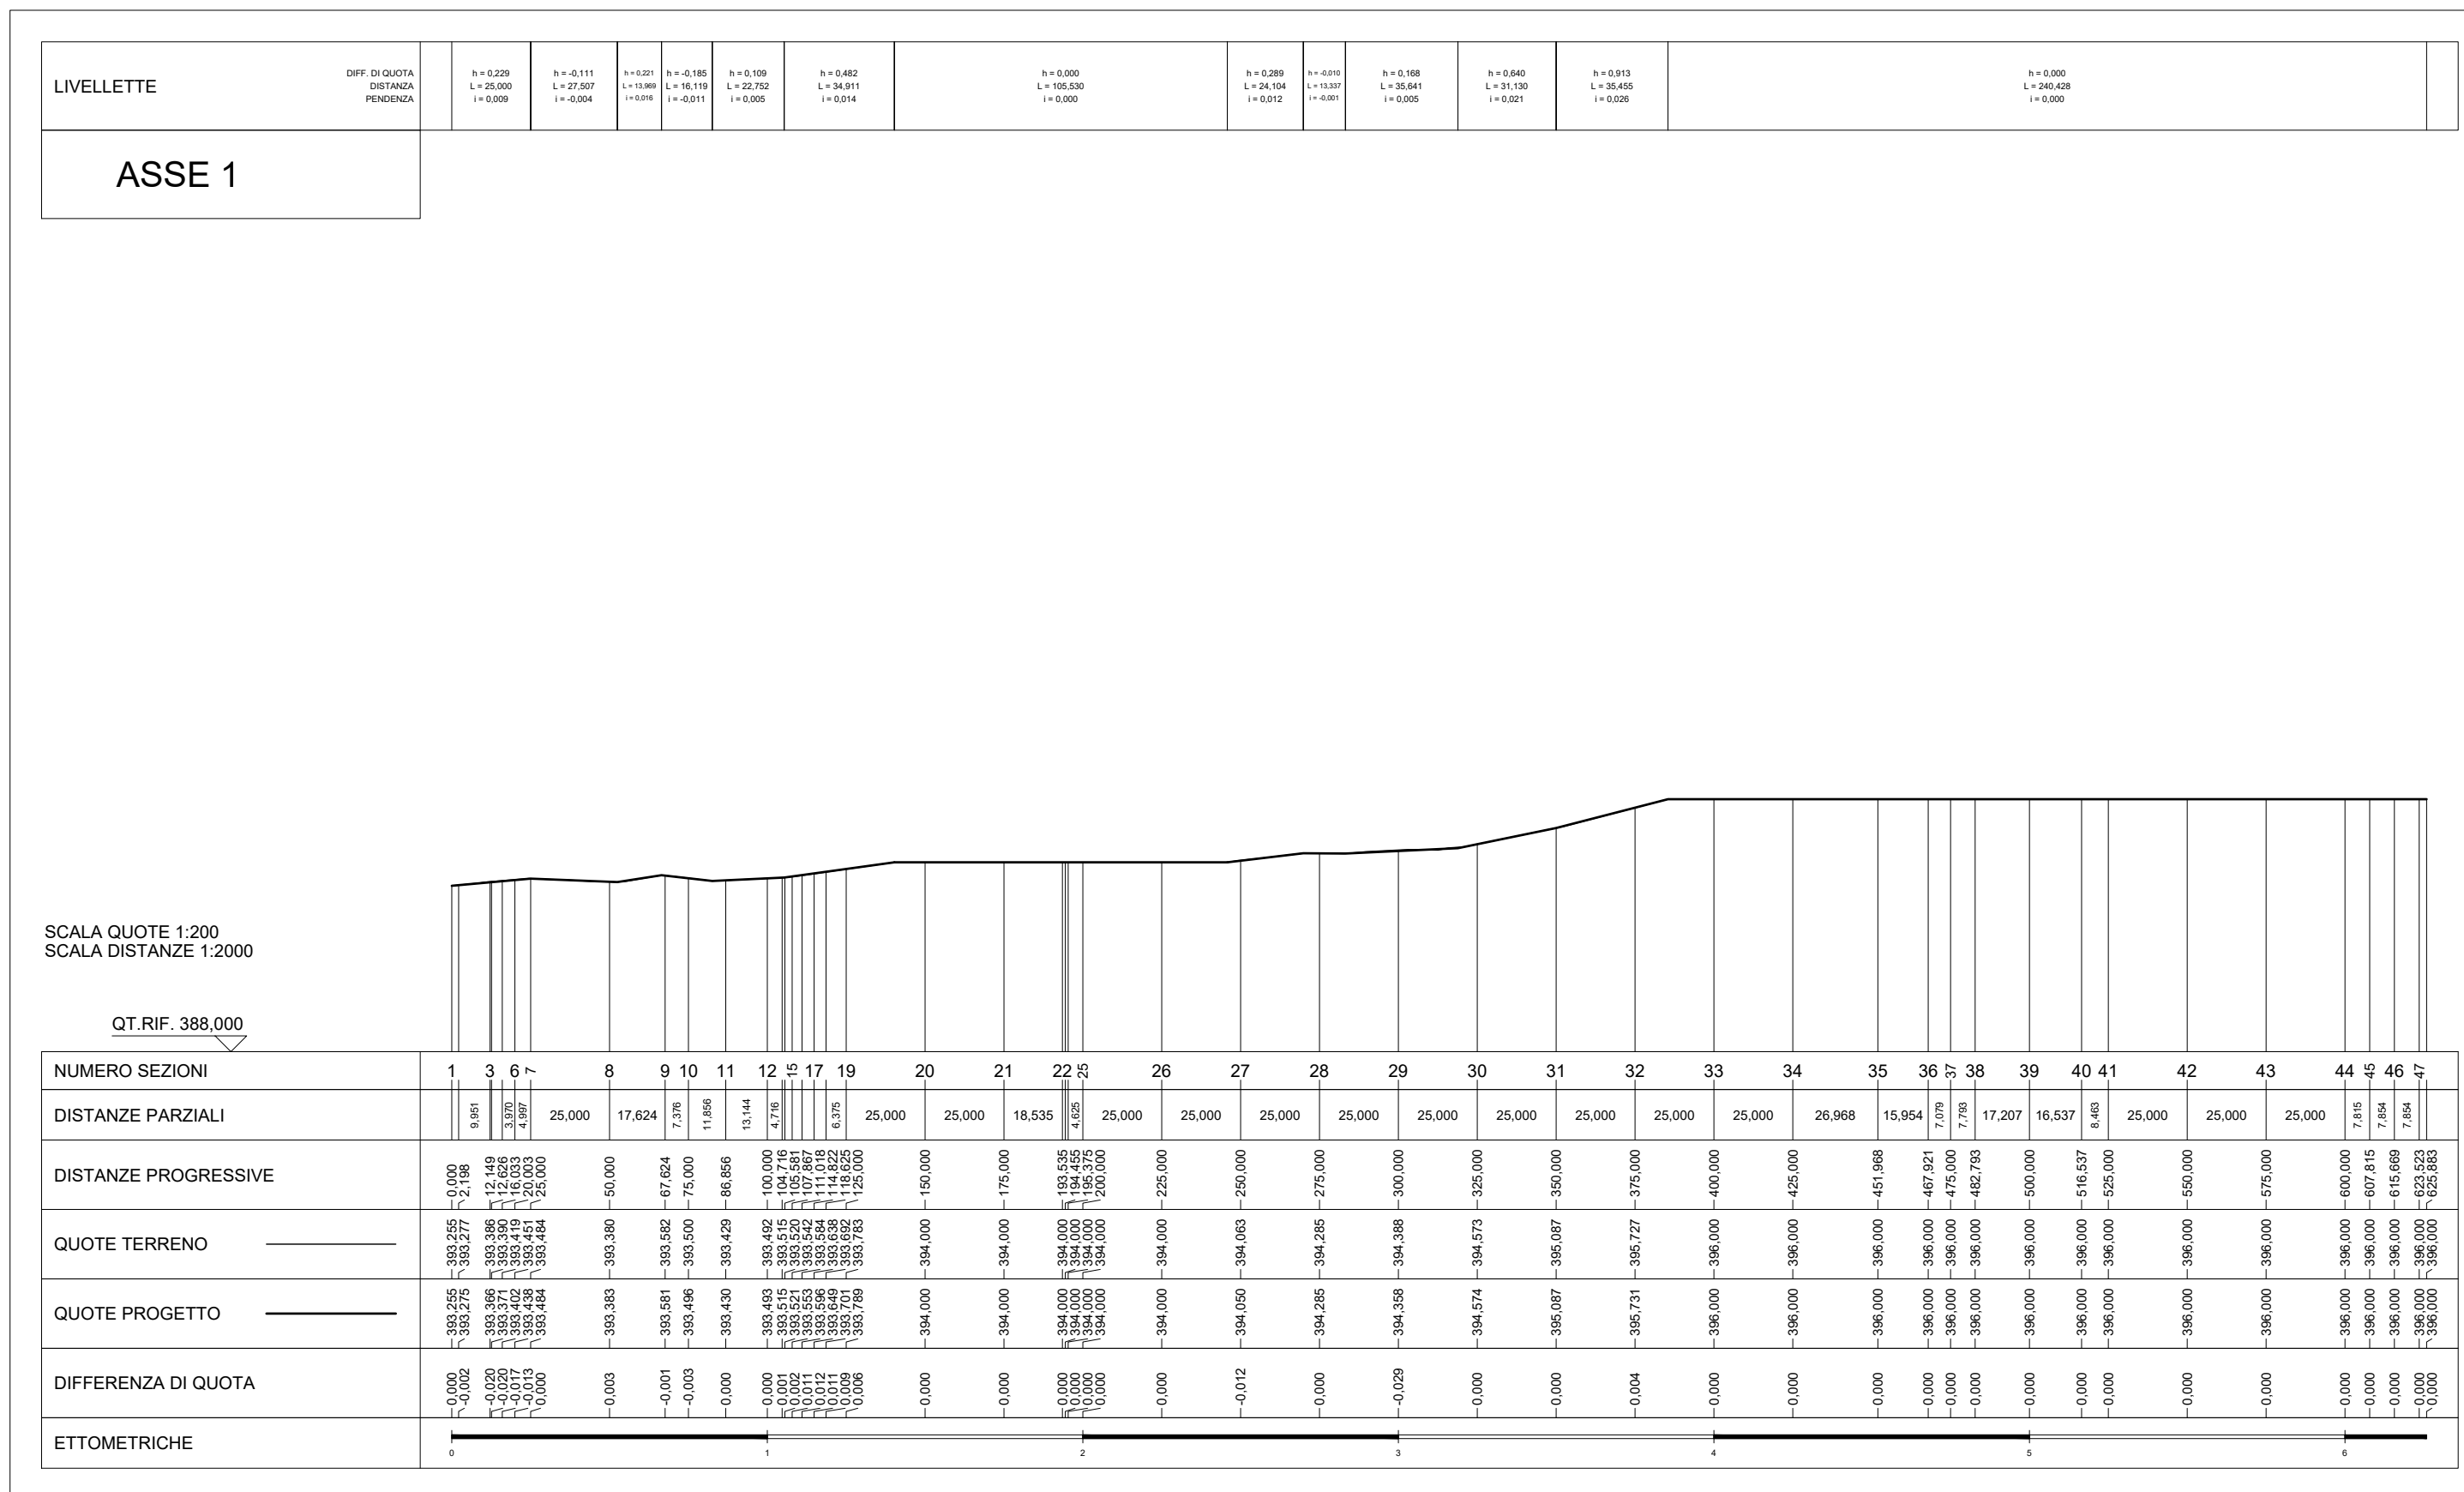 LIVELLETTE
DIFF. DI QUOTA
DISTANZA
PENDENZA
h = 0,229
L = 25,000
i = 0,009
h = -0,111
L = 27,507
i = -0,004
h = 0,221
L = 13,969
i = 0,016
h = -0,185
L = 16,119
i = -0,011
h = 0,109
L = 22,752
i = 0,005
h = 0,482
L = 34,911
i = 0,014
h = 0,000
L = 105,530
i = 0,000
h = 0,289
L = 24,104
i = 0,012
h = -0,010
L = 13,337
i = -0,001
h = 0,168
L = 35,641
i = 0,005
h = 0,640
L = 31,130
i = 0,021
h = 0,913
L = 35,455
i = 0,026
h = 0,000
L = 240,428
i = 0,000
ASSE 1
SCALA QUOTE 1:200
SCALA DISTANZE 1:2000
QT.RIF. 388,000
NUMERO SEZIONI 1 3 6 7 8 9 10 11 12 15 17 19 20 21 22 25 26 27 28 29 30 31 32 33 34 35 36 37 38 39 40 41 42 43 44 45 46 47
DISTANZE PARZIALI 9,951 3,970 4,997 25,000 17,624 7,376 11,856 13,144 4,716 6,375 25,000 25,000 18,535 4,625 25,000 25,000 25,000 25,000 25,000 25,000 25,000 25,000 25,000 26,968 15,954 7,079 7,793 17,207 16,537 8,463 25,000 25,000 25,000 7,815 7,854 7,854
DISTANZE PROGRESSIVE 0,000 2,198 12,149 12,626 16,033 20,003 25,000 50,000 67,624 75,000 86,856 100,000 104,716 105,581 107,867 111,018 114,822 118,625 125,000 150,000 175,000 193,535 194,455 195,375 200,000 225,000 250,000 275,000 300,000 325,000 350,000 375,000 400,000 425,000 451,968 467,921 475,000 482,793 500,000 516,537 525,000 550,000 575,000 600,000 607,815 615,669 623,523 625,883
QUOTE TERRENO 393,255 393,277 393,386 393,390 393,419 393,451 393,484 393,380 393,582 393,500 393,429 393,492 393,515 393,520 393,542 393,584 393,638 393,692 393,783 394,000 394,000 394,000 394,000 394,000 394,000 394,000 394,063 394,285 394,388 394,573 395,087 395,727 396,000 396,000 396,000 396,000 396,000 396,000 396,000 396,000 396,000 396,000 396,000 396,000 396,000 396,000 396,000 396,000
QUOTE PROGETTO 393,255 393,275 393,366 393,371 393,402 393,438 393,484 393,383 393,581 393,496 393,430 393,493 393,515 393,521 393,553 393,596 393,649 393,701 393,789 394,000 394,000 394,000 394,000 394,000 394,000 394,000 394,050 394,285 394,358 394,574 395,087 395,731 396,000 396,000 396,000 396,000 396,000 396,000 396,000 396,000 396,000 396,000 396,000 396,000 396,000 396,000 396,000 396,000
DIFFERENZA DI QUOTA 0,000 -0,002 -0,020 -0,020 -0,017 -0,013 0,000 0,003 -0,001 -0,003 0,000 0,000 0,001 0,002 0,011 0,012 0,011 0,009 0,006 0,000 0,000 0,000 0,000 0,000 0,000 0,000 -0,012 0,000 -0,029 0,000 0,000 0,004 0,000 0,000 0,000 0,000 0,000 0,000 0,000 0,000 0,000 0,000 0,000 0,000 0,000 0,000 0,000 0,000
ETTOMETRICHE 0 1 2 3 4 5 6